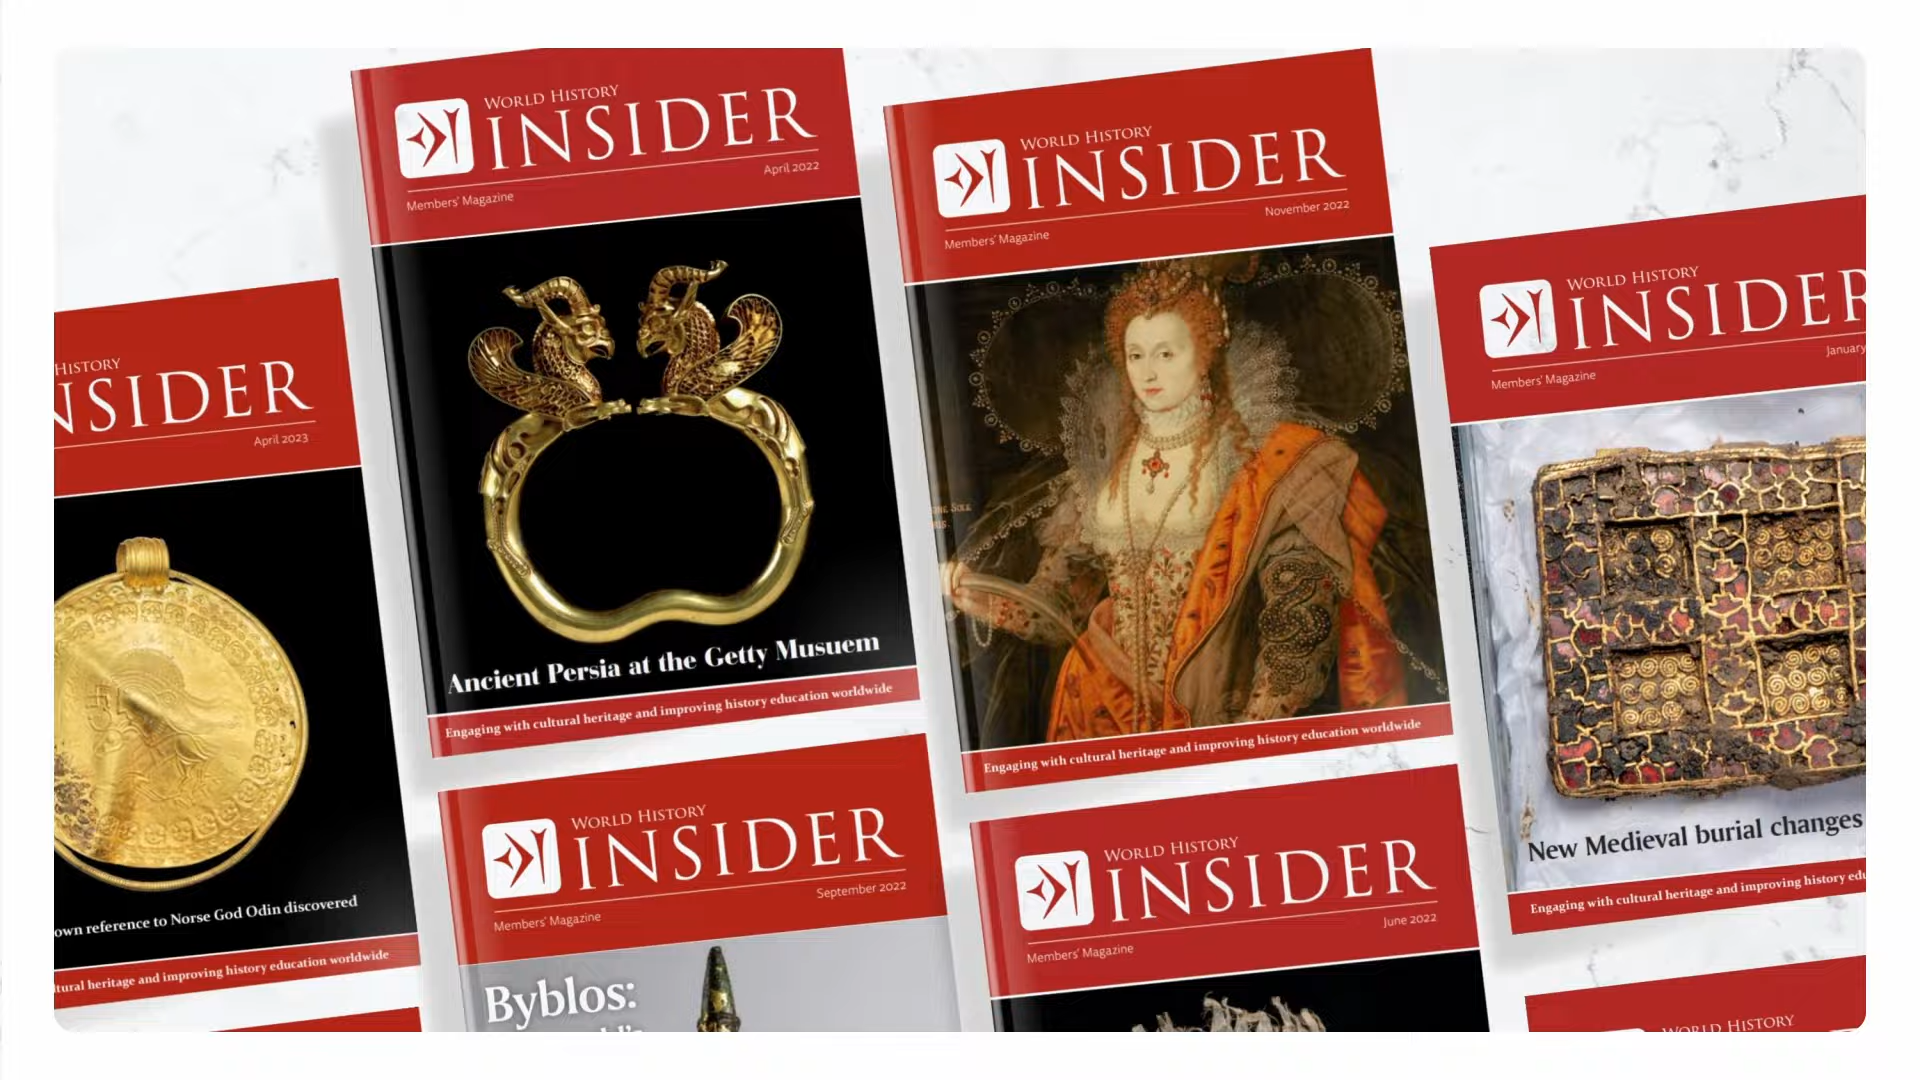 HISTORY
NSIDER
April 2023
own reference to Norse God Odin discovered
tural heritage and improving history education worldwide
WORLD HISTORY
INSIDER
April 2022
Members' Magazine
Ancient Persia at the Getty Musuem
Engaging with cultural heritage and improving history education worldwide
WORLD HISTORY
INSIDER
September 2022
Members' Magazine
Byblos:
WORLD HISTORY
INSIDER
November 2022
Members' Magazine
Engaging with cultural heritage and improving history education worldwide
WORLD HISTORY
INSIDER
June 2022
Members' Magazine
WORLD HISTORY
INSIDER
January
Members' Magazine
New Medieval burial changes
Engaging with cultural heritage and improving history edu
WORLD HISTORY